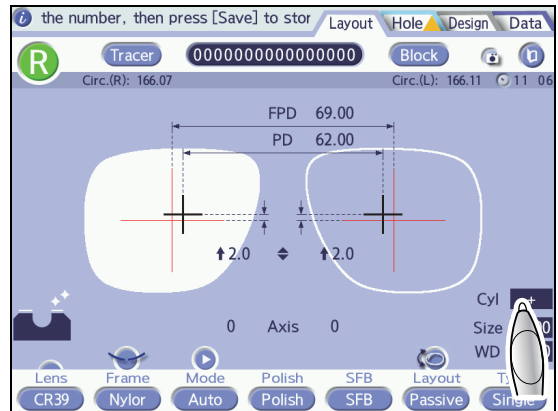 the number, then press [Save] to stor
Layout Hole Design Data
R Tracer 0000000000000000 Block
Circ.(R): 166.07 Circ.(L): 166.11 11 06
FPD 69.00
PD 62.00
2.0 2.0
Cyl +
0 Axis 0 Size
WD
Lens Frame Mode Polish SFB Layout
CR39 Nylor Auto Polish SFB Passive Single